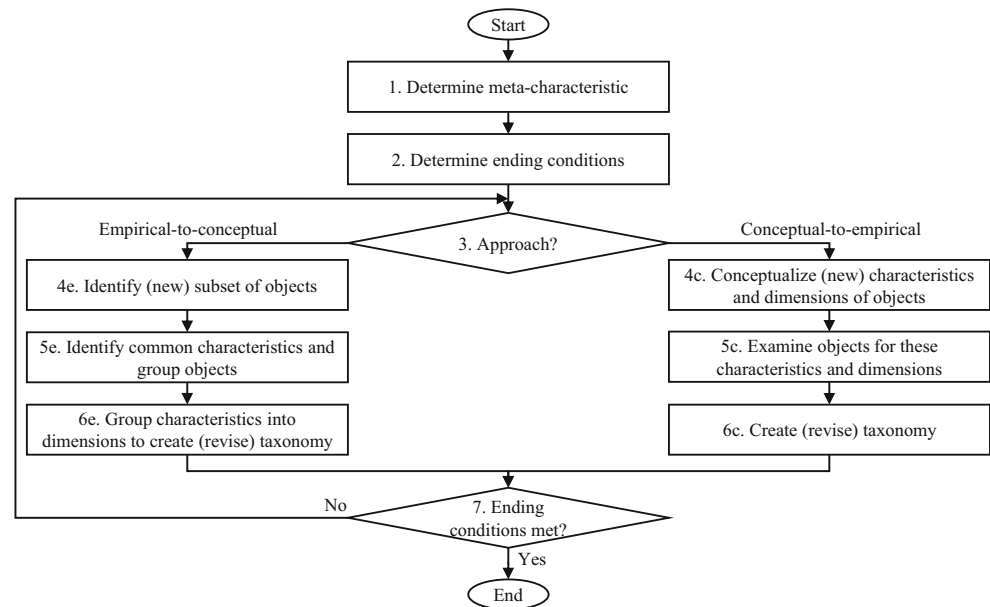 Start
1. Determine meta-characteristic
2. Determine ending conditions
Empirical-to-conceptual
3. Approach?
Conceptual-to-empirical
4e. Identify (new) subset of objects
4c. Conceptualize (new) characteristics
and dimensions of objects
5e. Identify common characteristics and
group objects
5c. Examine objects for these
characteristics and dimensions
6e. Group characteristics into
dimensions to create (revise) taxonomy
6c. Create (revise) taxonomy
No
7. Ending
conditions met?
Yes
End